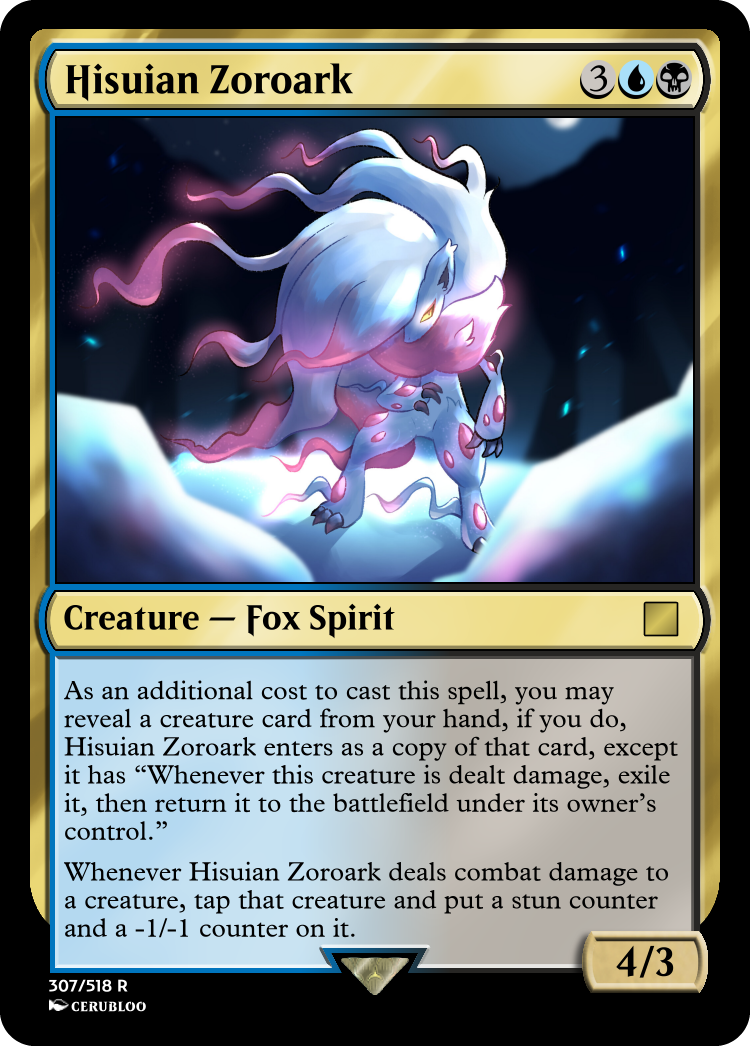 Hisuian Zoroark
3
Creature — Fox Spirit
As an additional cost to cast this spell, you may
reveal a creature card from your hand, if you do,
Hisuian Zoroark enters as a copy of that card, except
it has “Whenever this creature is dealt damage, exile
it, then return it to the battlefield under its owner’s
control.”
Whenever Hisuian Zoroark deals combat damage to
a creature, tap that creature and put a stun counter
and a -1/-1 counter on it.
4/3
307/518 R
CERUBLOO